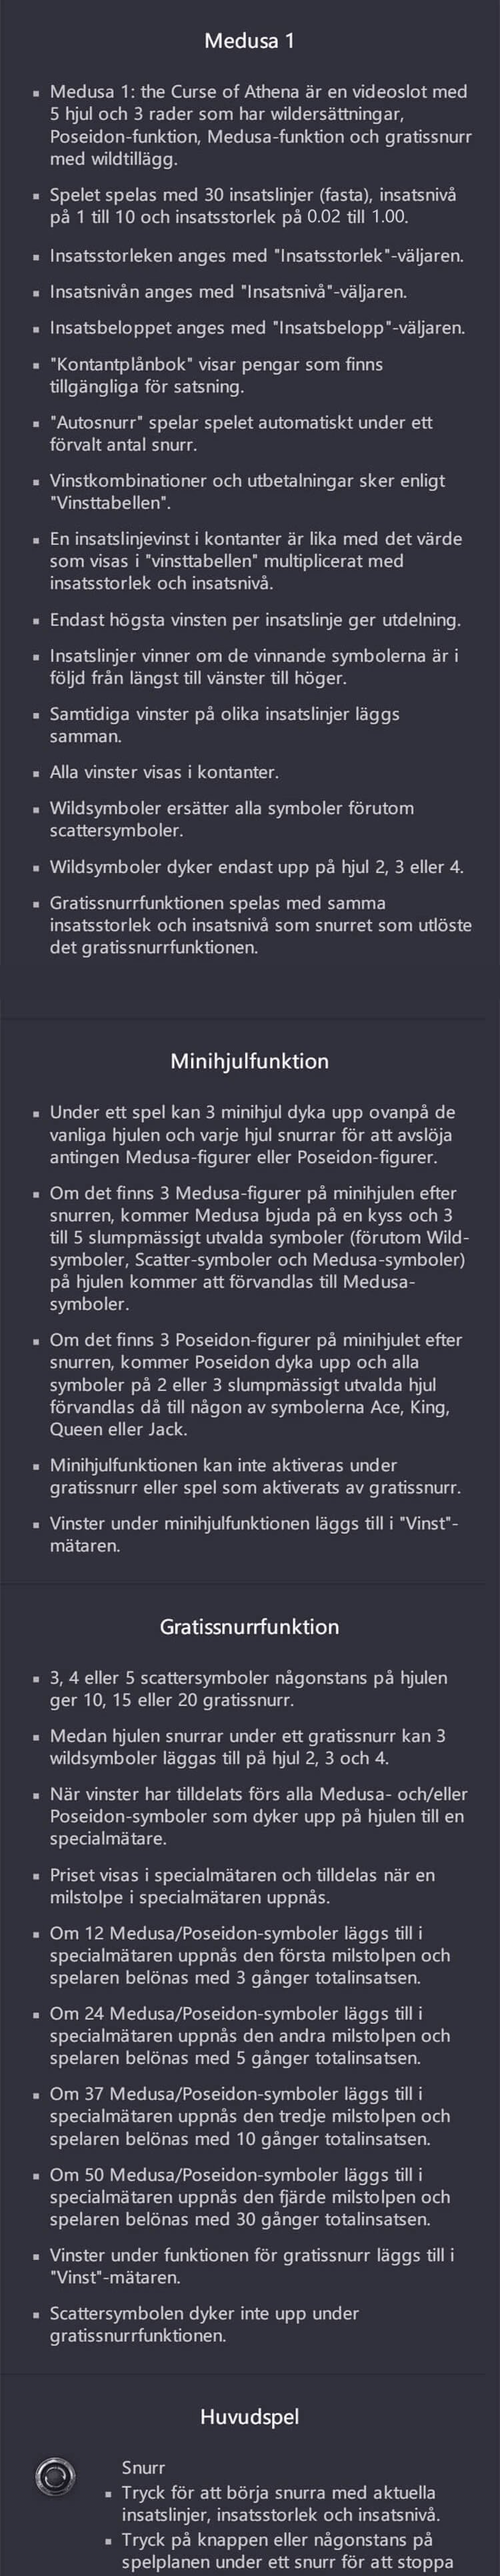 Medusa 1
▪ Medusa 1: the Curse of Athena är en videoslot med
5 hjul och 3 rader som har wildersättningar,
Poseidon-funktion, Medusa-funktion och gratissnurr
med wildtillägg.
▪ Spelet spelas med 30 insatslinjer (fasta), insatsnivå
på 1 till 10 och insatsstorlek på 0.02 till 1.00.
▪ Insatsstorleken anges med "Insatsstorlek"-väljaren.
▪ Insatsnivån anges med "Insatsnivå"-väljaren.
▪ Insatsbeloppet anges med "Insatsbelopp"-väljaren.
▪ "Kontantplånbok" visar pengar som finns
tillgängliga för satsning.
▪ "Autosnurr" spelar spelet automatiskt under ett
förvalt antal snurr.
▪ Vinstkombinationer och utbetalningar sker enligt
"Vinsttabellen".
▪ En insatslinjevinst i kontanter är lika med det värde
som visas i "vinsttabellen" multiplicerat med
insatsstorlek och insatsnivå.
▪ Endast högsta vinsten per insatslinje ger utdelning.
▪ Insatslinjer vinner om de vinnande symbolerna är i
följd från längst till vänster till höger.
▪ Samtidiga vinster på olika insatslinjer läggs
samman.
▪ Alla vinster visas i kontanter.
▪ Wildsymboler ersätter alla symboler förutom
scattersymboler.
▪ Wildsymboler dyker endast upp på hjul 2, 3 eller 4.
▪ Gratissnurrfunktionen spelas med samma
insatsstorlek och insatsnivå som snurret som utlöste
det gratissnurrfunktionen.
Minihjulfunktion
▪ Under ett spel kan 3 minihjul dyka upp ovanpå de
vanliga hjulen och varje hjul snurrar för att avslöja
antingen Medusa-figurer eller Poseidon-figurer.
▪ Om det finns 3 Medusa-figurer på minihjulen efter
snurren, kommer Medusa bjuda på en kyss och 3
till 5 slumpmässigt utvalda symboler (förutom Wild-
symboler, Scatter-symboler och Medusa-symboler)
på hjulen kommer att förvandlas till Medusa-
symboler.
▪ Om det finns 3 Poseidon-figurer på minihjulet efter
snurren, kommer Poseidon dyka upp och alla
symboler på 2 eller 3 slumpmässigt utvalda hjul
förvandlas då till någon av symbolerna Ace, King,
Queen eller Jack.
▪ Minihjulfunktionen kan inte aktiveras under
gratissnurr eller spel som aktiverats av gratissnurr.
▪ Vinster under minihjulfunktionen läggs till i "Vinst"-
mätaren.
Gratissnurrfunktion
▪ 3, 4 eller 5 scattersymboler någonstans på hjulen
ger 10, 15 eller 20 gratissnurr.
▪ Medan hjulen snurrar under ett gratissnurr kan 3
wildsymboler läggas till på hjul 2, 3 och 4.
▪ När vinster har tilldelats förs alla Medusa- och/eller
Poseidon-symboler som dyker upp på hjulen till en
specialmätare.
▪ Priset visas i specialmätaren och tilldelas när en
milstolpe i specialmätaren uppnås.
▪ Om 12 Medusa/Poseidon-symboler läggs till i
specialmätaren uppnås den första milstolpen och
spelaren belönas med 3 gånger totalinsatsen.
▪ Om 24 Medusa/Poseidon-symboler läggs till i
specialmätaren uppnås den andra milstolpen och
spelaren belönas med 5 gånger totalinsatsen.
▪ Om 37 Medusa/Poseidon-symboler läggs till i
specialmätaren uppnås den tredje milstolpen och
spelaren belönas med 10 gånger totalinsatsen.
▪ Om 50 Medusa/Poseidon-symboler läggs till i
specialmätaren uppnås den fjärde milstolpen och
spelaren belönas med 30 gånger totalinsatsen.
▪ Vinster under funktionen för gratissnurr läggs till i
"Vinst"-mätaren.
▪ Scattersymbolen dyker inte upp under
gratissnurrfunktionen.
Huvudspel
Snurr
▪ Tryck för att börja snurra med aktuella
insatslinjer, insatsstorlek och insatsnivå.
▪ Tryck på knappen eller någonstans på
spelplanen under ett snurr för att stoppa